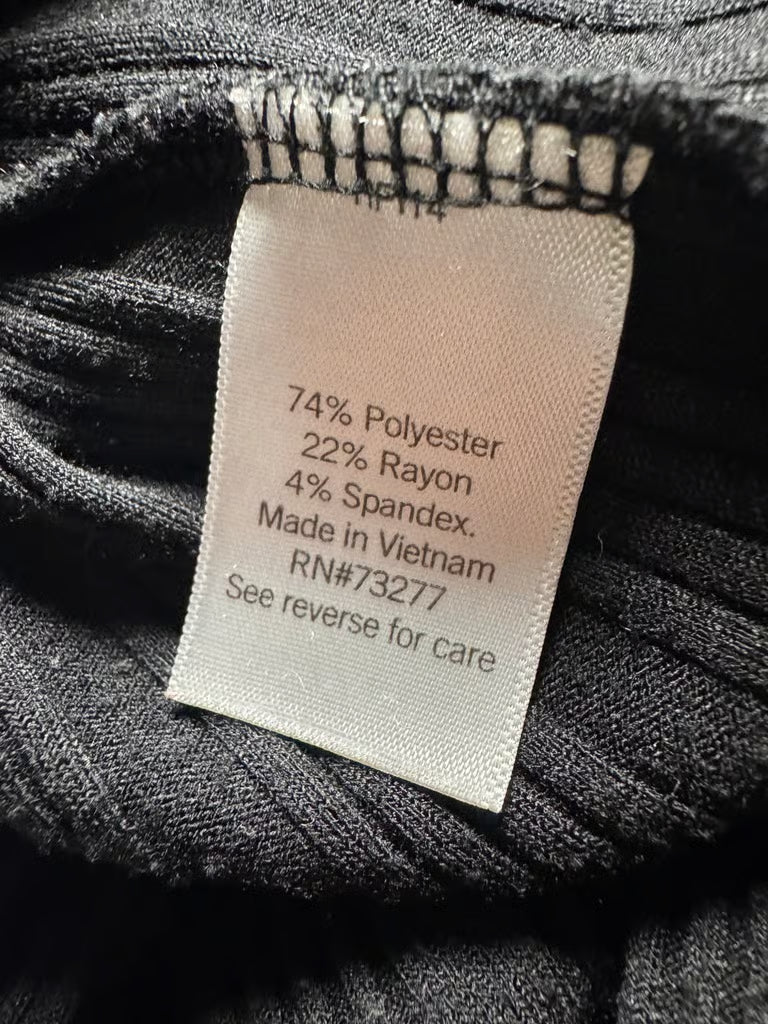 74% Polyester
22% Rayon
4% Spandex.
Made in Vietnam
RN#73277
See reverse for care